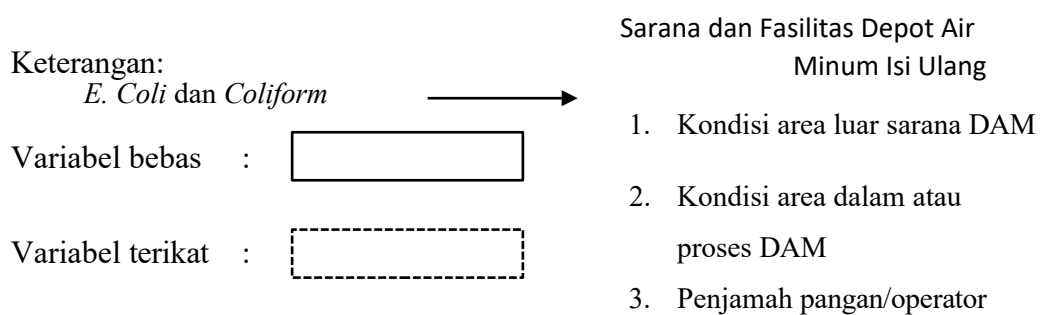 Keterangan:
E. Coli dan Coliform
Variabel bebas :
Variabel terikat :
Sarana dan Fasilitas Depot Air
Minum Isi Ulang
1. Kondisi area luar sarana DAM
2. Kondisi area dalam atau
proses DAM
3. Penjamah pangan/operator